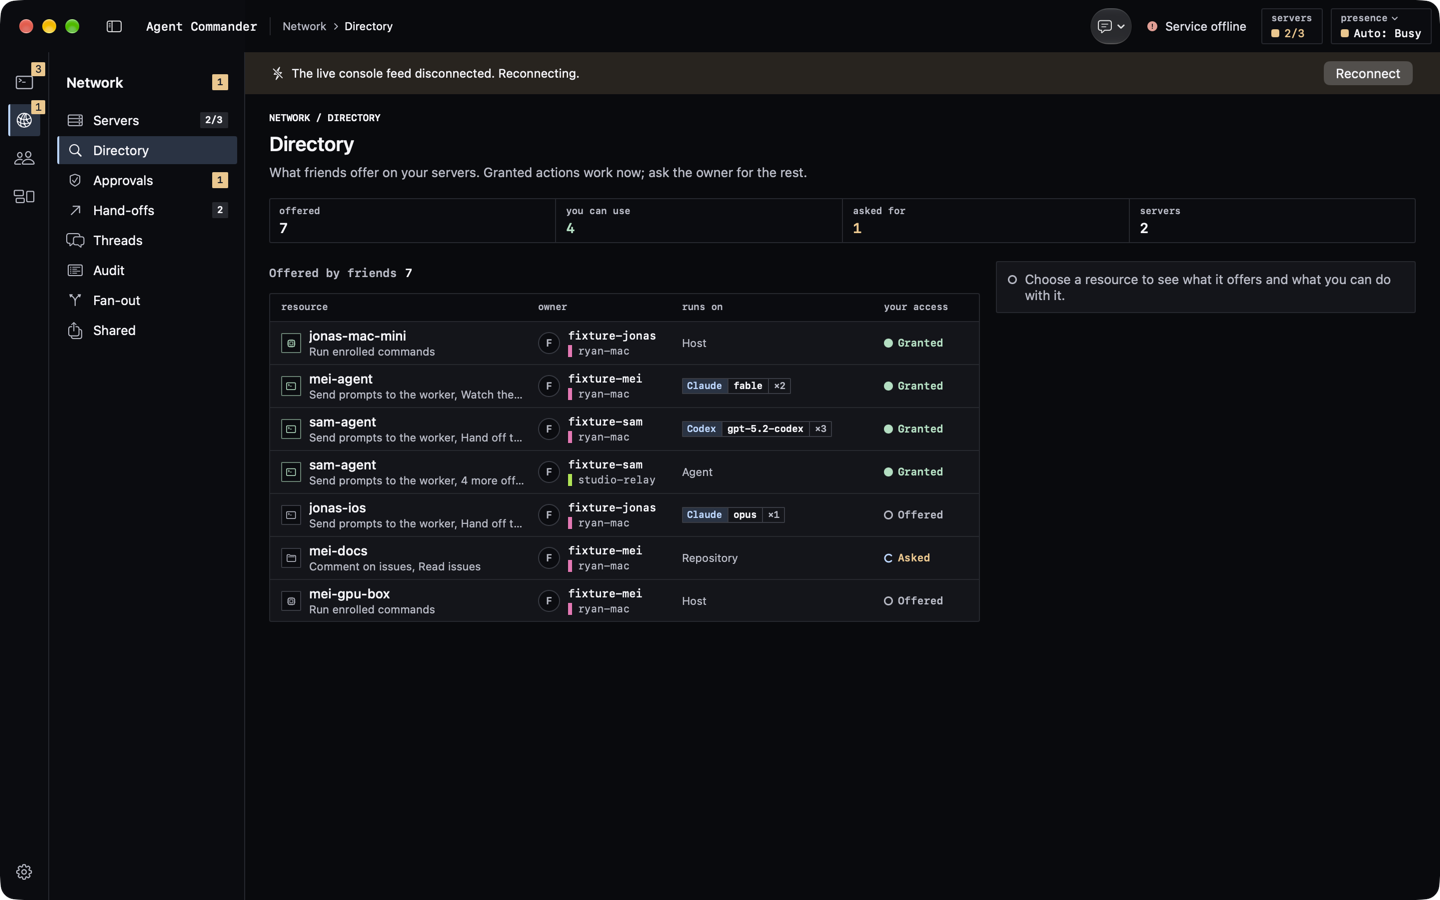 Agent Commander
Network > Directory
Service offline
servers
2/3
presence
Auto: Busy
3
1
Network
1
Servers
2/3
Directory
Approvals
1
Hand-offs
2
Threads
Audit
Fan-out
Shared
The live console feed disconnected. Reconnecting.
Reconnect
NETWORK / DIRECTORY
Directory
What friends offer on your servers. Granted actions work now; ask the owner for the rest.
offered
7
you can use
4
asked for
1
servers
2
Offered by friends 7
resource owner runs on your access
jonas-mac-mini
Run enrolled commands
F
fixture-jonas
ryan-mac
Host
Granted
mei-agent
Send prompts to the worker, Watch the...
F
fixture-mei
ryan-mac
Claude fable ×2
Granted
sam-agent
Send prompts to the worker, Hand off t...
F
fixture-sam
ryan-mac
Codex gpt-5.2-codex ×3
Granted
sam-agent
Send prompts to the worker, 4 more off...
F
fixture-sam
studio-relay
Agent
Granted
jonas-ios
Send prompts to the worker, Hand off t...
F
fixture-jonas
ryan-mac
Claude opus ×1
Offered
mei-docs
Comment on issues, Read issues
F
fixture-mei
ryan-mac
Repository
Asked
mei-gpu-box
Run enrolled commands
F
fixture-mei
ryan-mac
Host
Offered
Choose a resource to see what it offers and what you can do
with it.